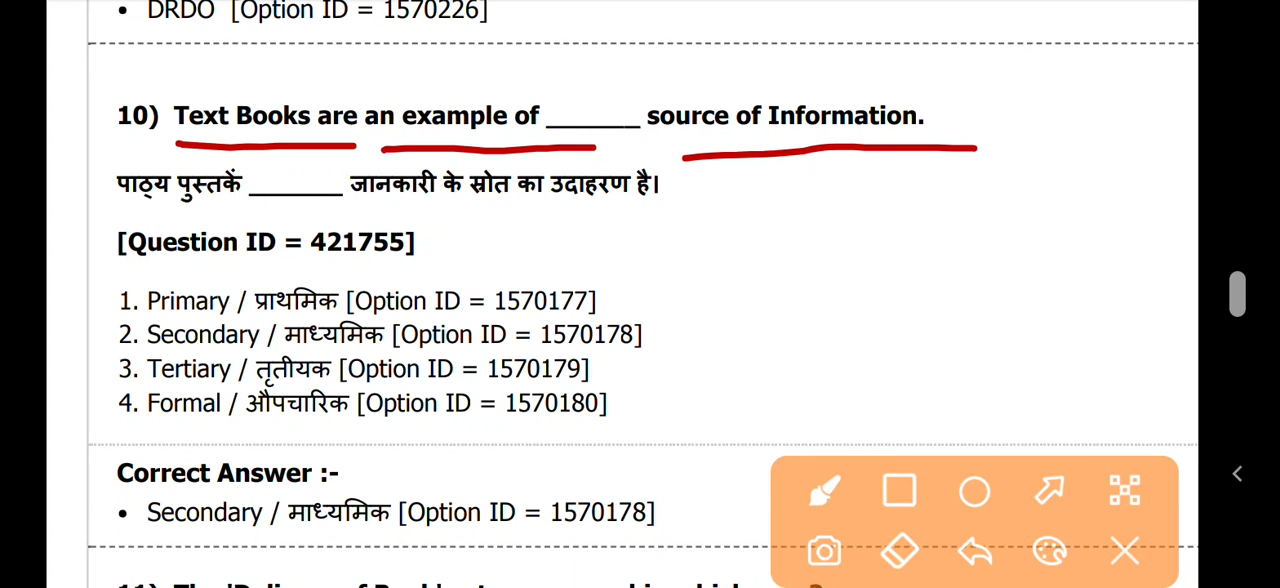 • DRDO [Option ID = 1570226]
10) Text Books are an example of _______ source of Information.
पाठ्य पुस्तकें _______ जानकारी के स्रोत का उदाहरण है।
[Question ID = 421755]
1. Primary / प्राथमिक [Option ID = 1570177]
2. Secondary / माध्यमिक [Option ID = 1570178]
3. Tertiary / तृतीयक [Option ID = 1570179]
4. Formal / औपचारिक [Option ID = 1570180]
Correct Answer :-
• Secondary / माध्यमिक [Option ID = 1570178]